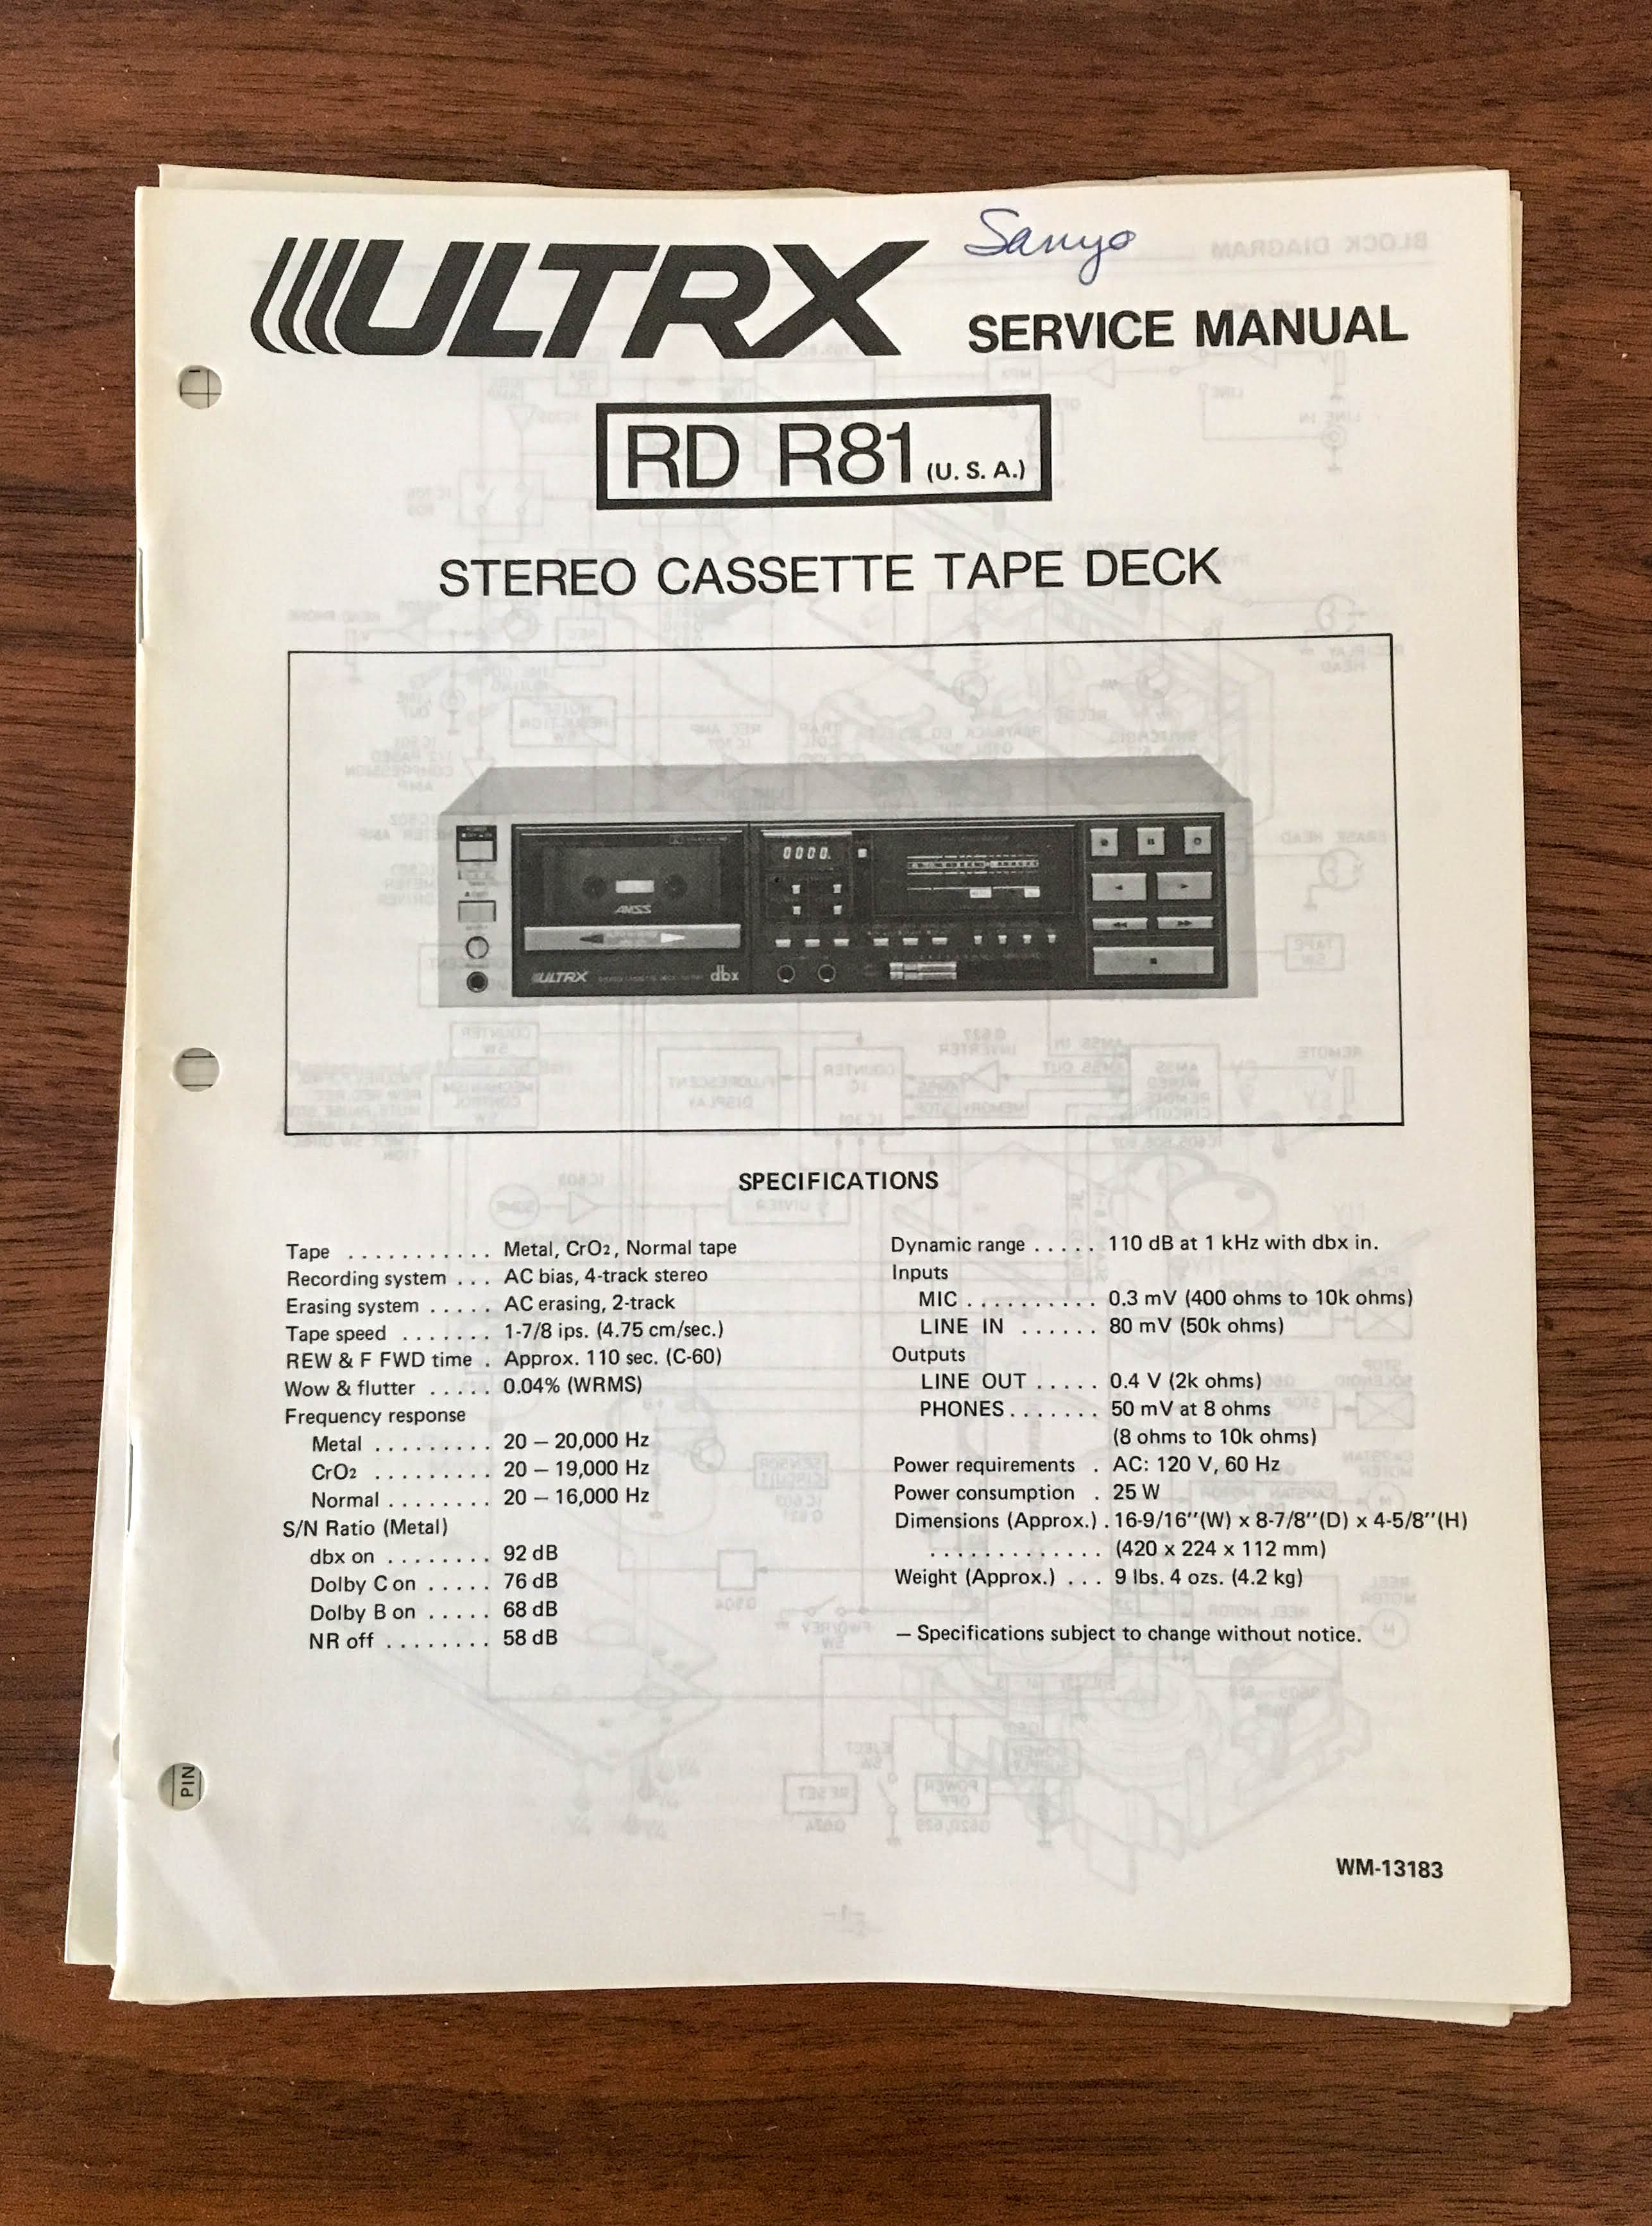 Sanyo
ULTRX SERVICE MANUAL
RD R81 (U. S. A.)
STEREO CASSETTE TAPE DECK
0000.
AMSS
ULTRX dbx
SPECIFICATIONS
Tape . . . . . . . . . . . Metal, CrO2, Normal tape
Recording system . . . AC bias, 4-track stereo
Erasing system . . . . . AC erasing, 2-track
Tape speed . . . . . . . 1-7/8 ips. (4.75 cm/sec.)
REW & F FWD time . Approx. 110 sec. (C-60)
Wow & flutter . . . . . 0.04% (WRMS)
Frequency response
Metal . . . . . . . . . 20 – 20,000 Hz
CrO2 . . . . . . . . . 20 – 19,000 Hz
Normal . . . . . . . . 20 – 16,000 Hz
S/N Ratio (Metal)
dbx on . . . . . . . . 92 dB
Dolby C on . . . . . 76 dB
Dolby B on . . . . . 68 dB
NR off . . . . . . . . 58 dB
Dynamic range . . . . . 110 dB at 1 kHz with dbx in.
Inputs
MIC . . . . . . . . . . 0.3 mV (400 ohms to 10k ohms)
LINE IN . . . . . . 80 mV (50k ohms)
Outputs
LINE OUT . . . . . 0.4 V (2k ohms)
PHONES . . . . . . . 50 mV at 8 ohms
(8 ohms to 10k ohms)
Power requirements . AC: 120 V, 60 Hz
Power consumption . 25 W
Dimensions (Approx.) . 16-9/16''(W) x 8-7/8''(D) x 4-5/8''(H)
. . . . . . . . . . . . . (420 x 224 x 112 mm)
Weight (Approx.) . . . 9 lbs. 4 ozs. (4.2 kg)
– Specifications subject to change without notice.
PIN
WM-13183